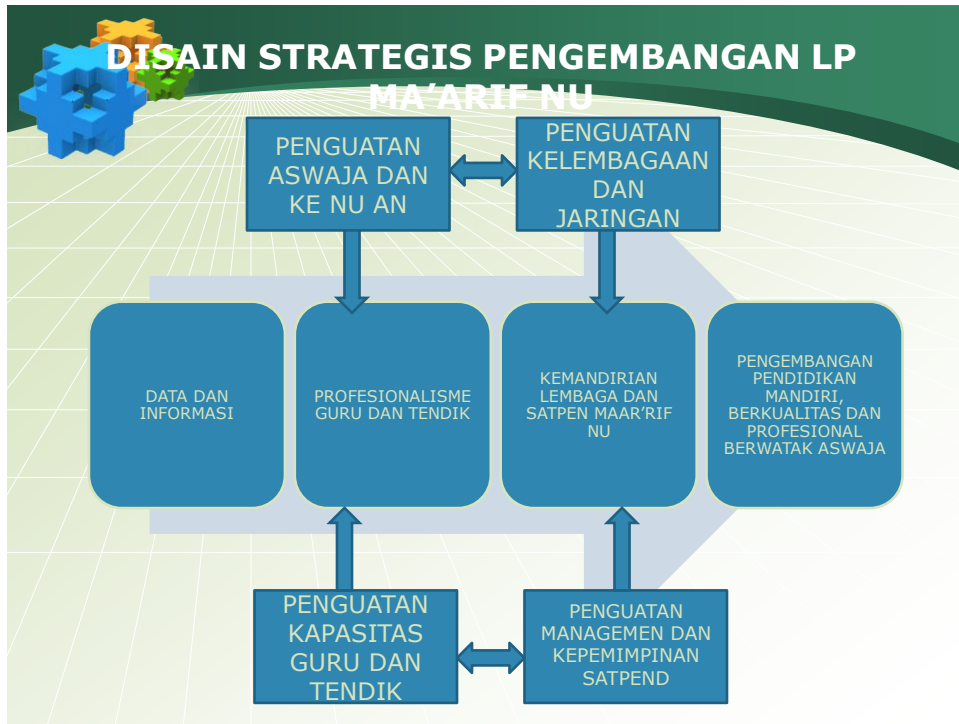 DISAIN STRATEGIS PENGEMBANGAN LP
MA’ARIF NU
PENGUATAN
ASWAJA DAN
KE NU AN
PENGUATAN
KELEMBAGAAN
DAN
JARINGAN
DATA DAN
INFORMASI
PROFESIONALISME
GURU DAN TENDIK
KEMANDIRIAN
LEMBAGA DAN
SATPEN MAAR’RIF
NU
PENGEMBANGAN
PENDIDIKAN
MANDIRI,
BERKUALITAS DAN
PROFESIONAL
BERWATAK ASWAJA
PENGUATAN
KAPASITAS
GURU DAN
TENDIK
PENGUATAN
MANAGEMEN DAN
KEPEMIMPINAN
SATPEND